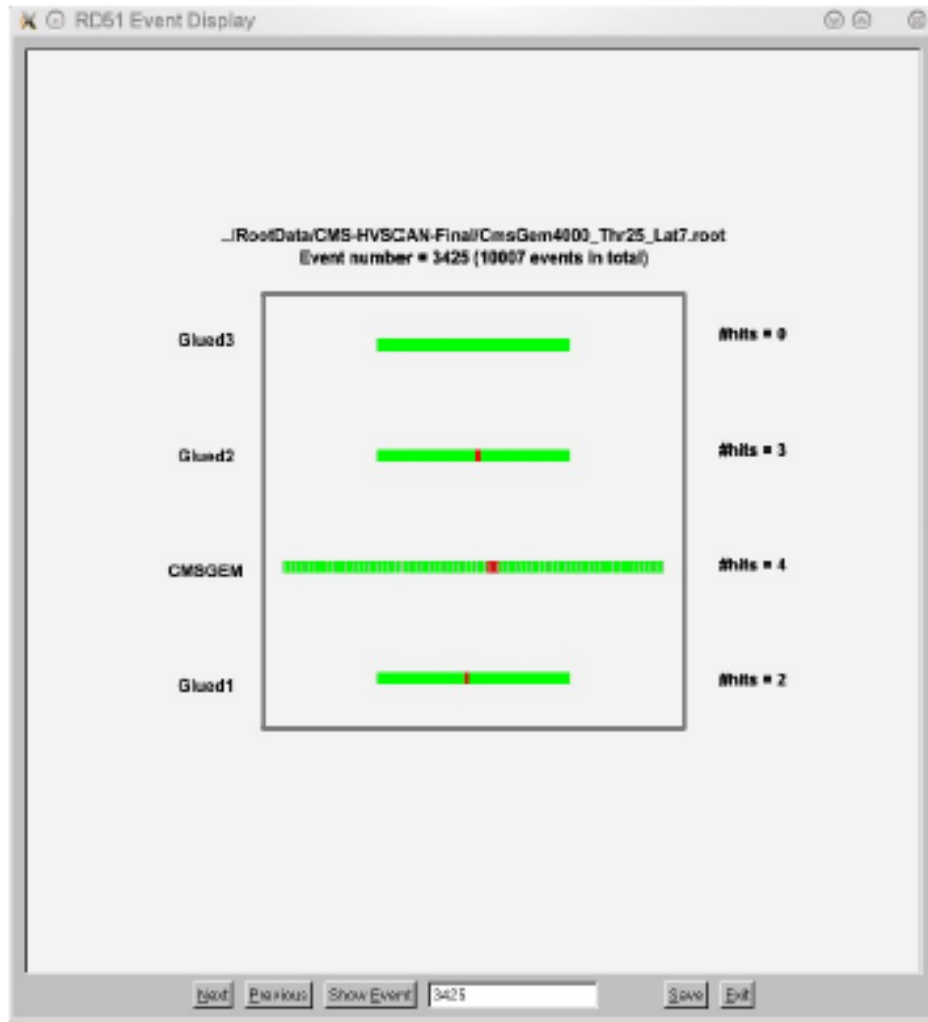 RD51 Event Display
../RootData/CMS-HVSCAN-Final/CmsGem4000_Thr25_Lat7.root
Event number = 3425 (10007 events in total)
Glued3 #hits = 0
Glued2 #hits = 3
CMSGEM #hits = 4
Glued1 #hits = 2
Next Previous Show Event 3425 Save Exit